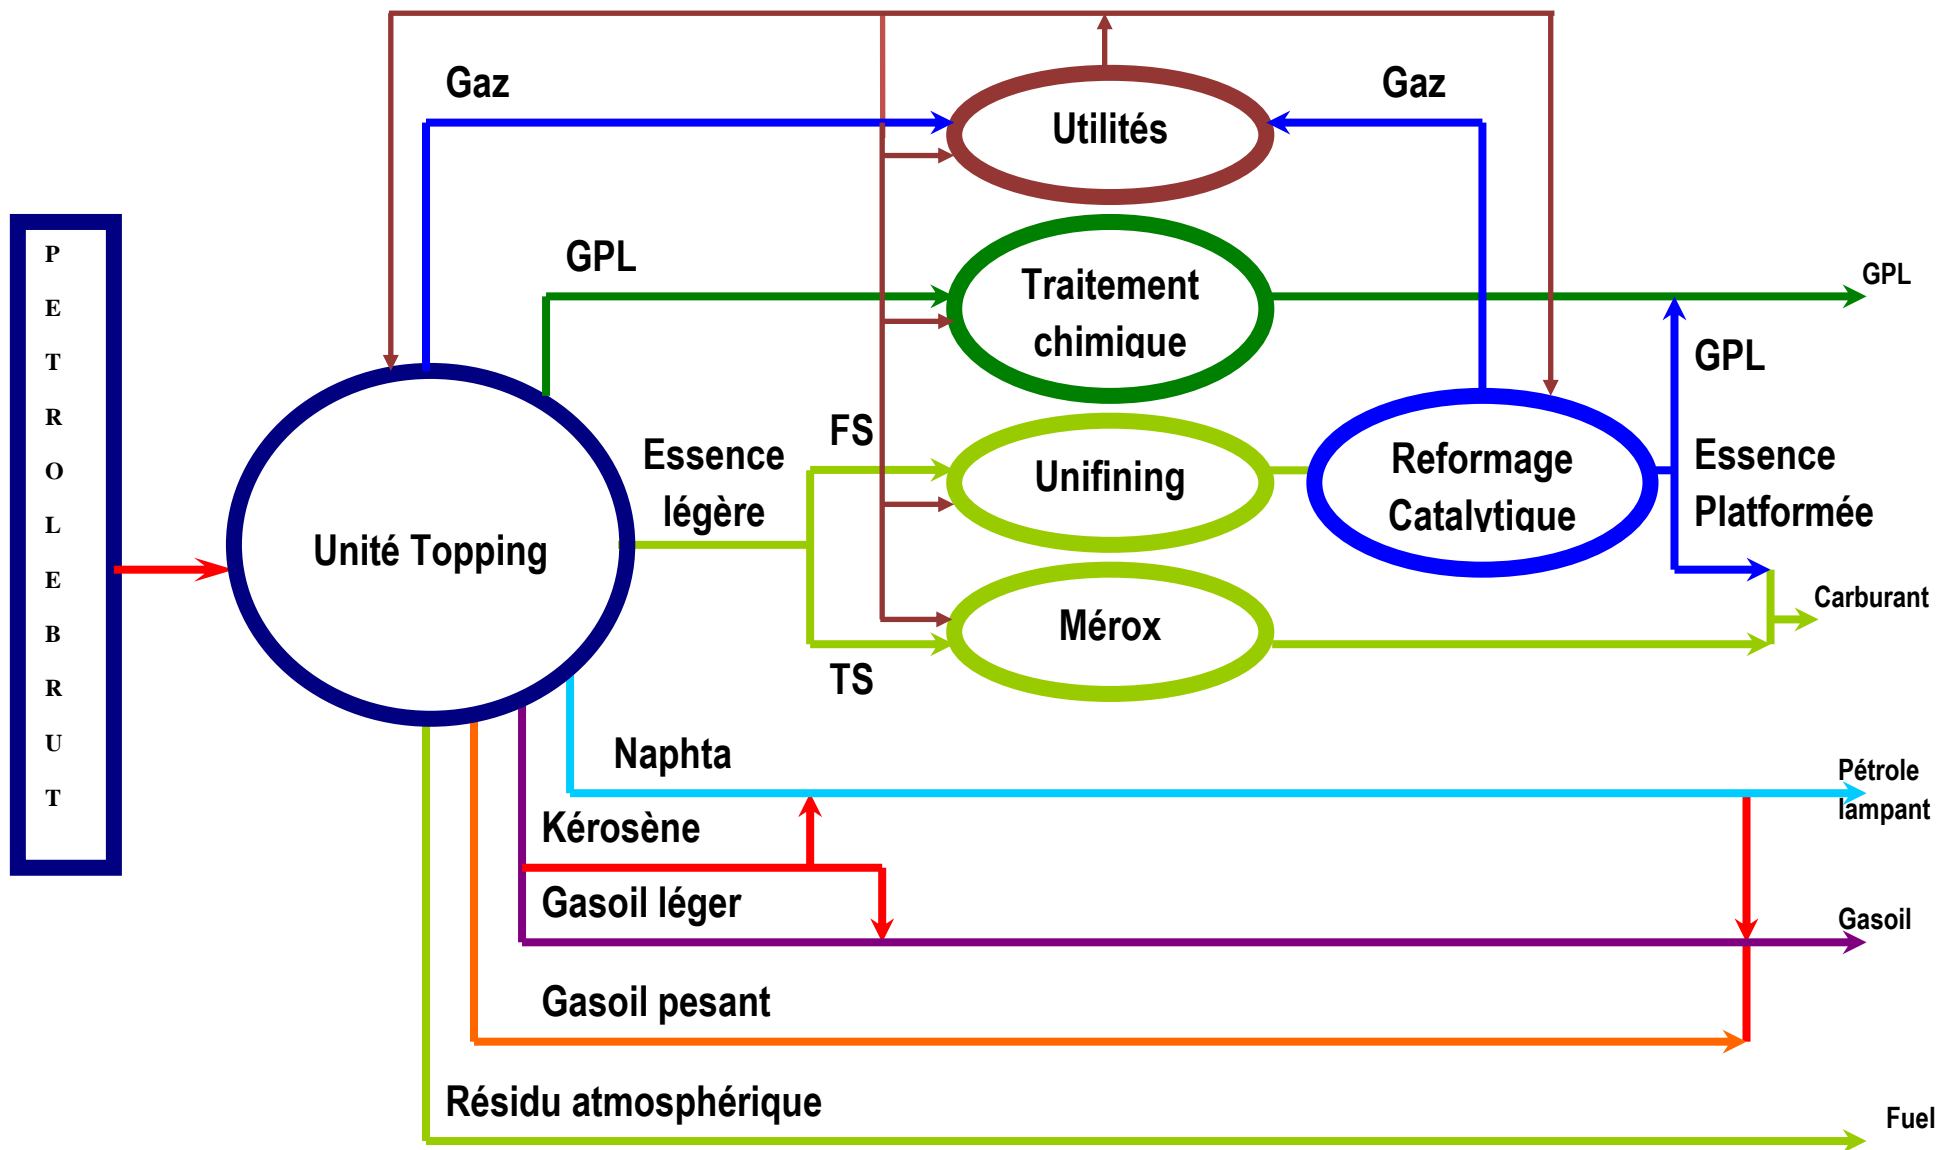 Gaz
Gaz
Utilités
P
E
T
R
O
L
E
B
R
U
T
GPL
Traitement
chimique
GPL
GPL
FS
Essence
légère
Unifining
Reformage
Catalytique
Essence
Platformée
Unité Topping
Mérox
Carburant
TS
Naphta
Pétrole
lampant
Kérosène
Gasoil léger
Gasoil
Gasoil pesant
Résidu atmosphérique
Fuel